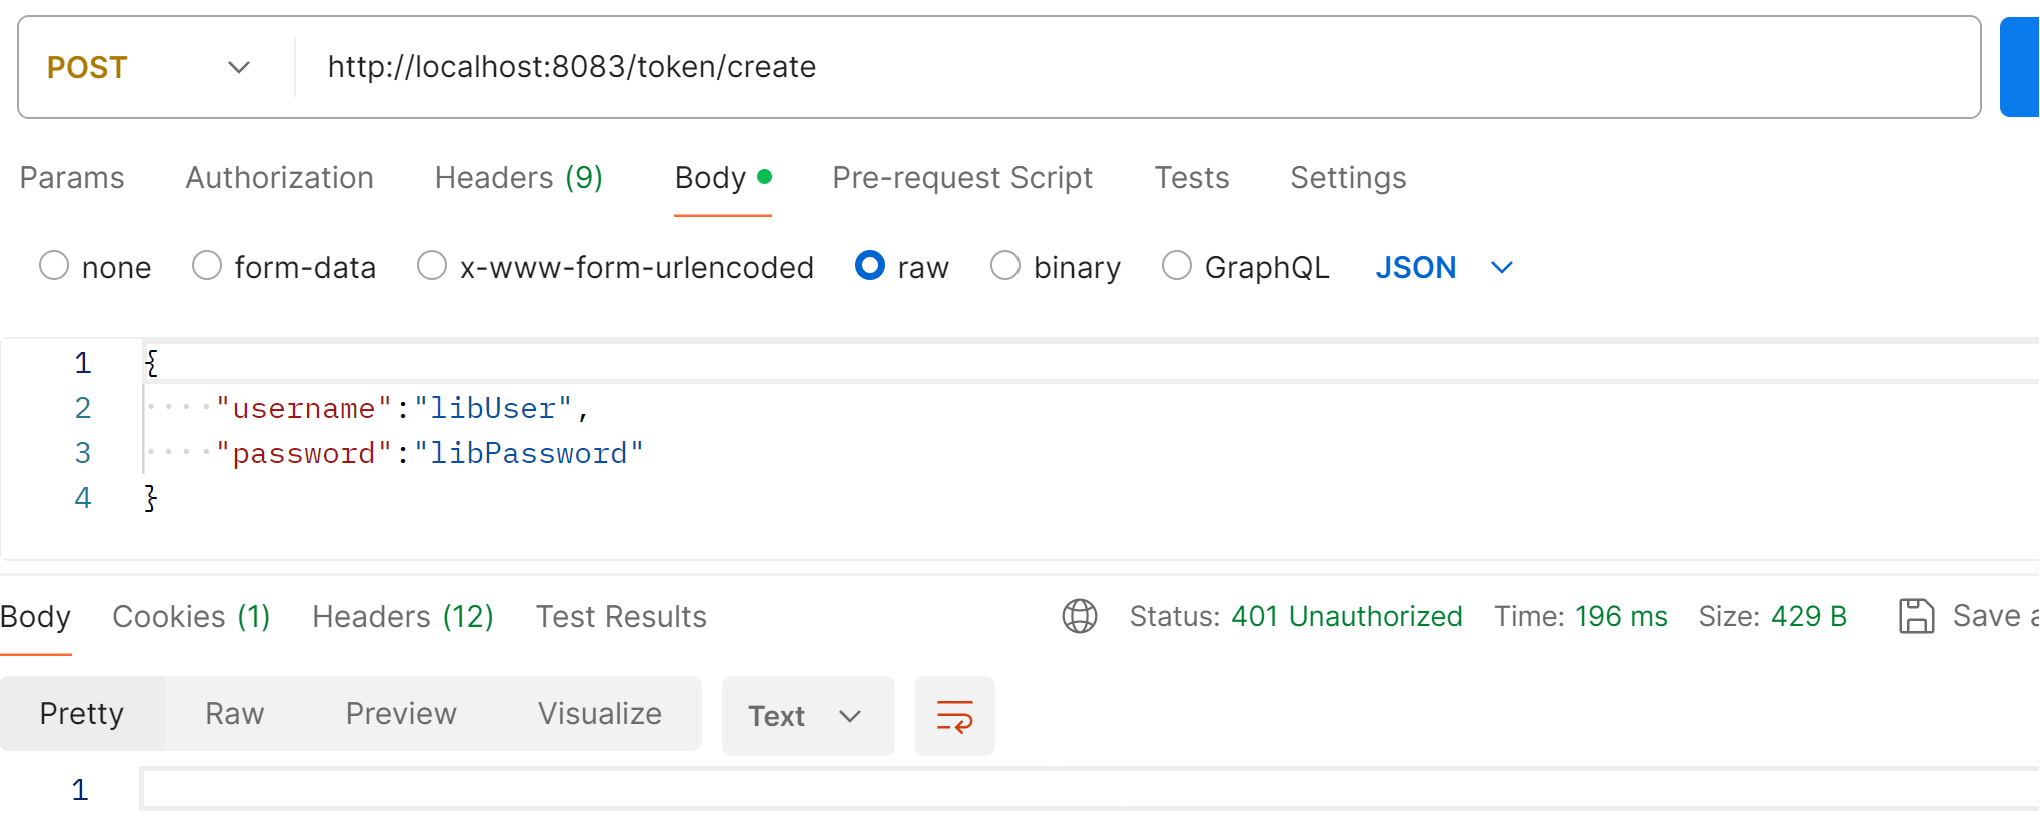 POST http://localhost:8083/token/create
Params Authorization Headers (9) Body Pre-request Script Tests Settings
none form-data x-www-form-urlencoded raw binary GraphQL JSON
1 {
2 ····"username":"libUser",
3 ····"password":"libPassword"
4 }
Body Cookies (1) Headers (12) Test Results Status: 401 Unauthorized Time: 196 ms Size: 429 B Save
Pretty Raw Preview Visualize Text
1